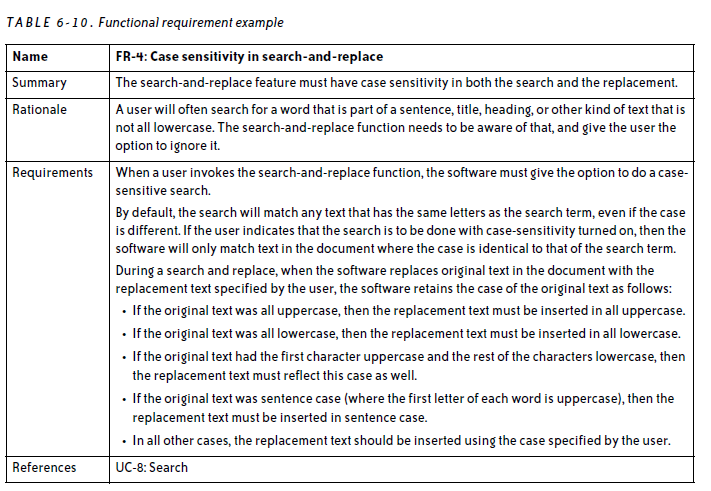 TABLE 6-10. Functional requirement example
Name FR-4: Case sensitivity in search-and-replace
Summary The search-and-replace feature must have case sensitivity in both the search and the replacement.
Rationale A user will often search for a word that is part of a sentence, title, heading, or other kind of text that is
not all lowercase. The search-and-replace function needs to be aware of that, and give the user the
option to ignore it.
Requirements When a user invokes the search-and-replace function, the software must give the option to do a case-
sensitive search.
By default, the search will match any text that has the same letters as the search term, even if the case
is different. If the user indicates that the search is to be done with case-sensitivity turned on, then the
software will only match text in the document where the case is identical to that of the search term.
During a search and replace, when the software replaces original text in the document with the
replacement text specified by the user, the software retains the case of the original text as follows:
• If the original text was all uppercase, then the replacement text must be inserted in all uppercase.
• If the original text was all lowercase, then the replacement text must be inserted in all lowercase.
• If the original text had the first character uppercase and the rest of the characters lowercase, then
the replacement text must reflect this case as well.
• If the original text was sentence case (where the first letter of each word is uppercase), then the
replacement text must be inserted in sentence case.
• In all other cases, the replacement text should be inserted using the case specified by the user.
References UC-8: Search